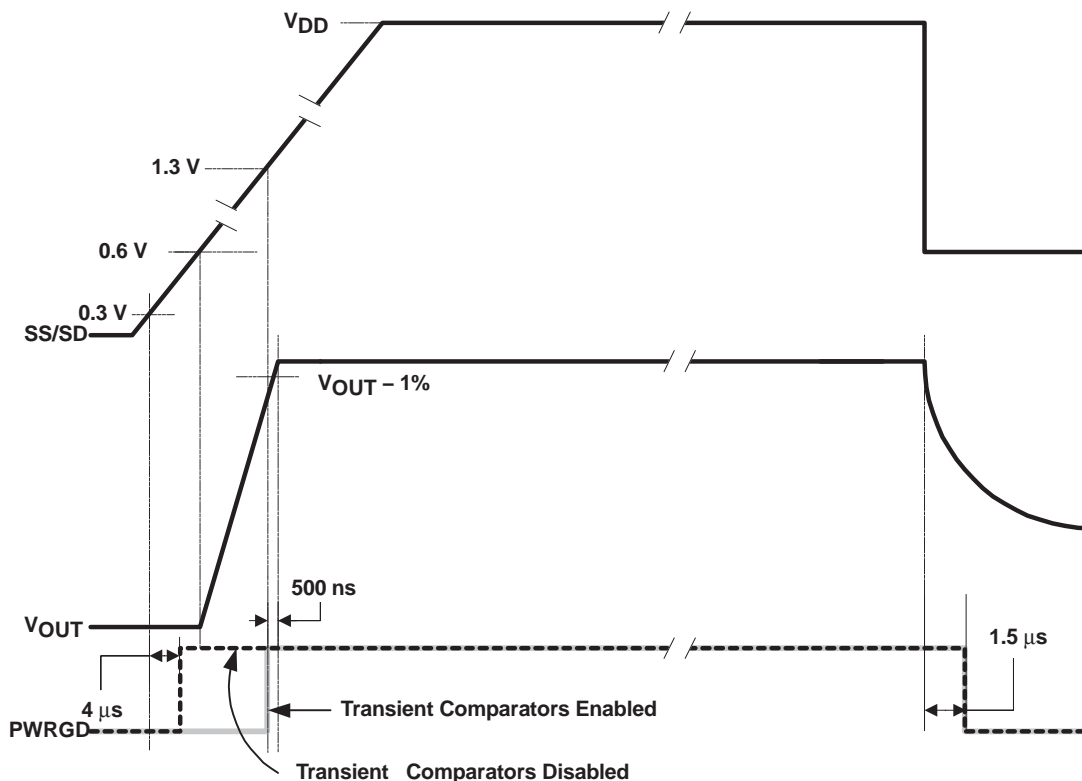 VDD
1.3 V
0.6 V
0.3 V
SS/SD
VOUT – 1%
500 ns
VOUT
1.5 μs
4 μs
Transient Comparators Enabled
PWRGD
Transient Comparators Disabled